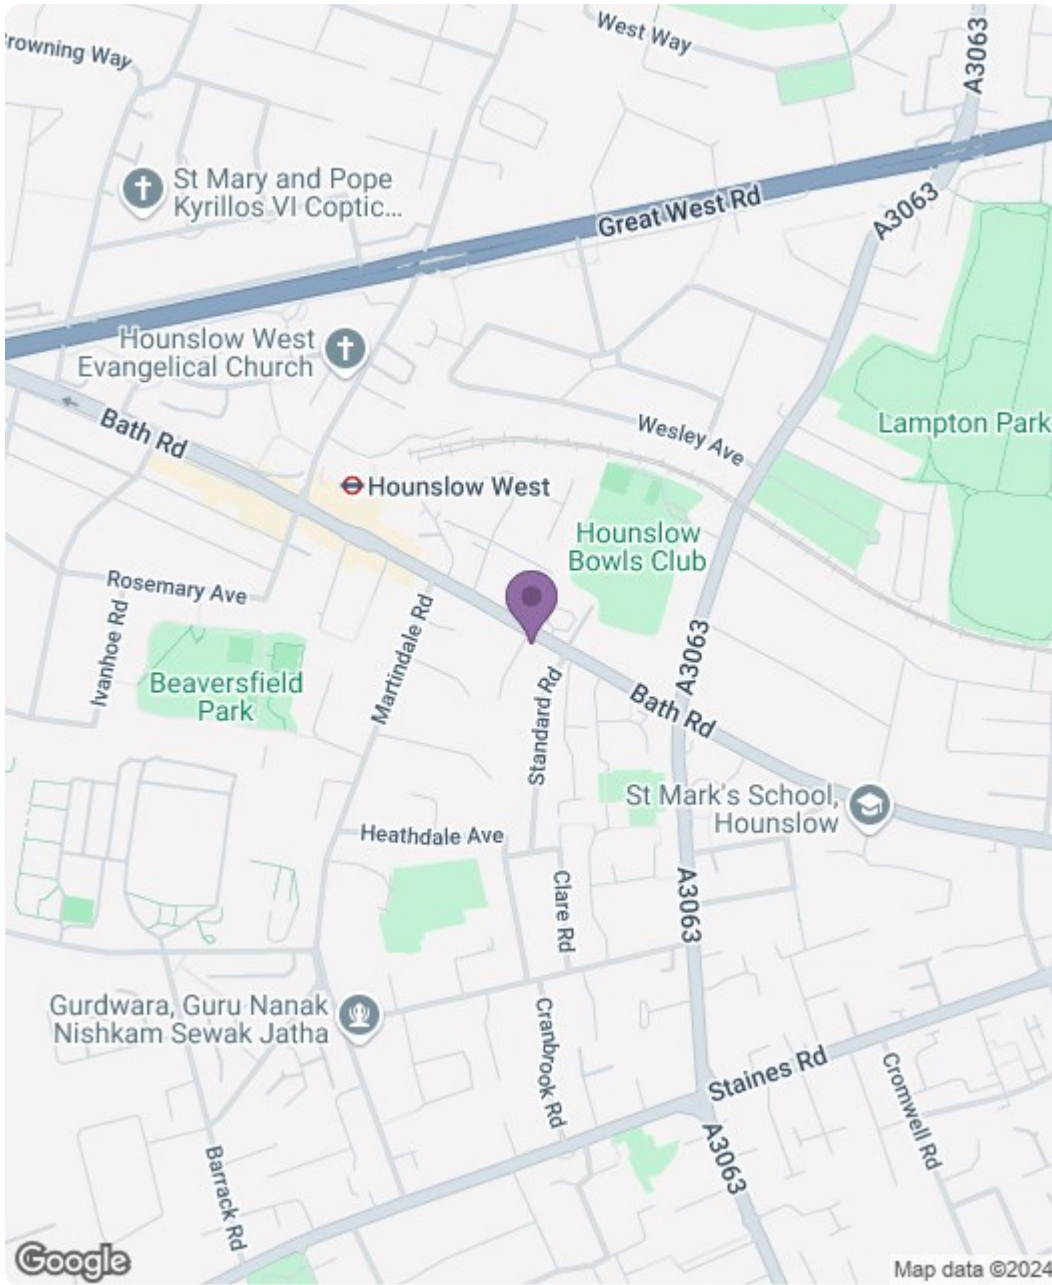 West Way
A3063
rowning Way
St Mary and Pope
Kyrillos VI Coptic...
Great West Rd
A3063
Hounslow West
Evangelical Church
Bath Rd
Wesley Ave
Lampton Park
Hounslow West
Hounslow
Bowls Club
Rosemary Ave
Ivanhoe Rd
Martindale Rd
A3063
Beaversfield
Park
Stanpard Rd
Bath Rd
St Mark's School,
Hounslow
Heathdale Ave
Clare Rd
A3063
Gurdwara, Guru Nanak
Nishkam Sewak Jatha
Cranbrook Rd
Staines Rd
Cromwell Rd
A3063
Barrack Rd
Google
Map data ©2024